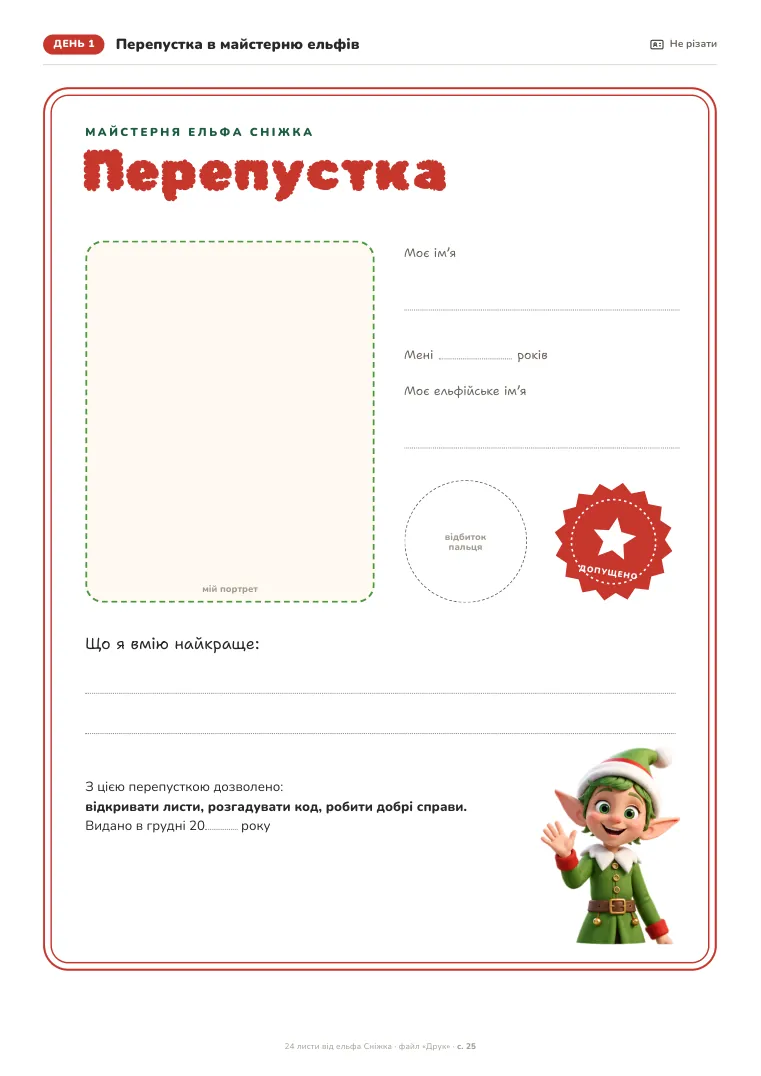 ДЕНЬ 1 Перепустка в майстерню ельфів
Не різати
МАЙСТЕРНЯ ЕЛЬФА СНІЖКА
Перепустка
Моє ім'я
Мені ............ років
Моє ельфійське ім'я
відбиток
пальця
ДОПУЩЕНО
мій портрет
Що я вмію найкраще:
З цією перепусткою дозволено:
відкривати листи, розгадувати код, робити добрі справи.
Видано в грудні 20............ року
24 листи від ельфа Сніжка · файл «Друк» · с. 25